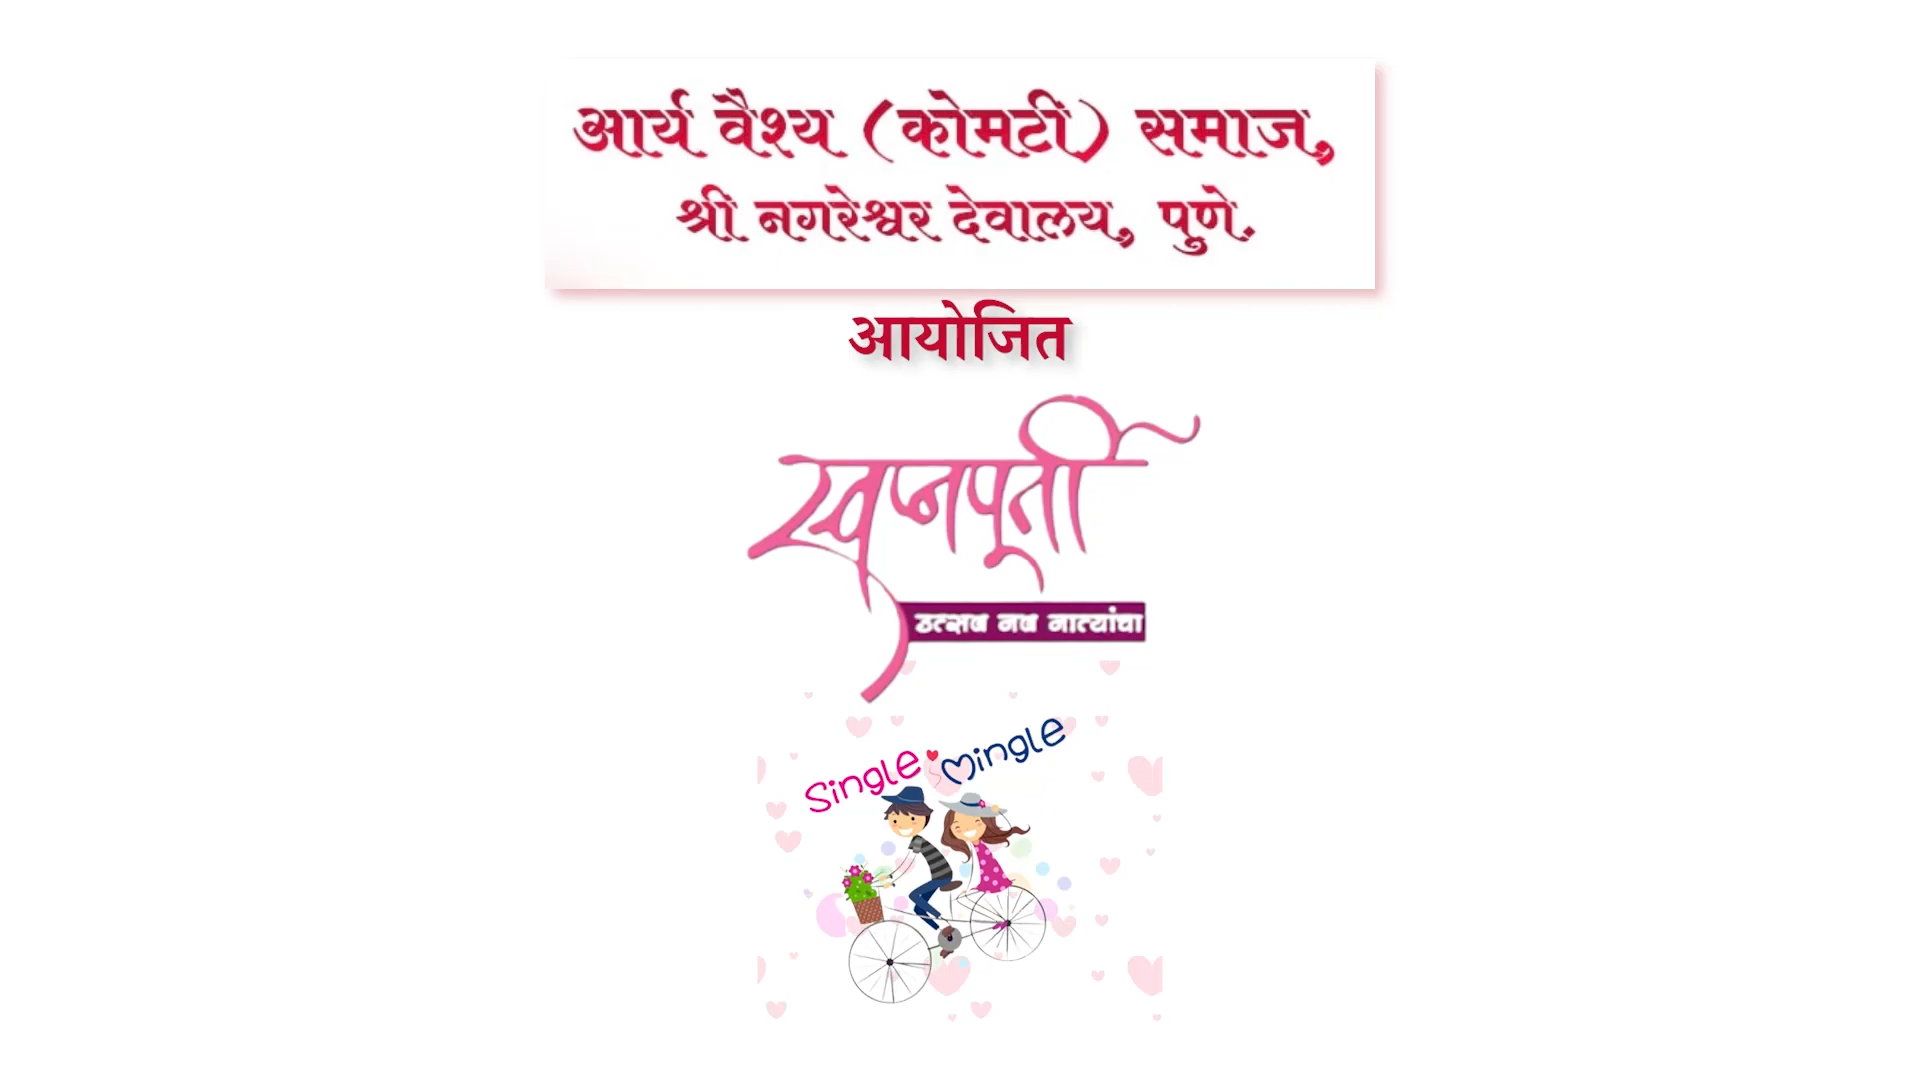 आर्य वैश्य (कोमटी) समाज,
श्री नगरेश्वर देवालय, पुणे.
आयोजित
स्वप्नपूर्ती
उत्सव नव नात्यांचा
Single Mingle